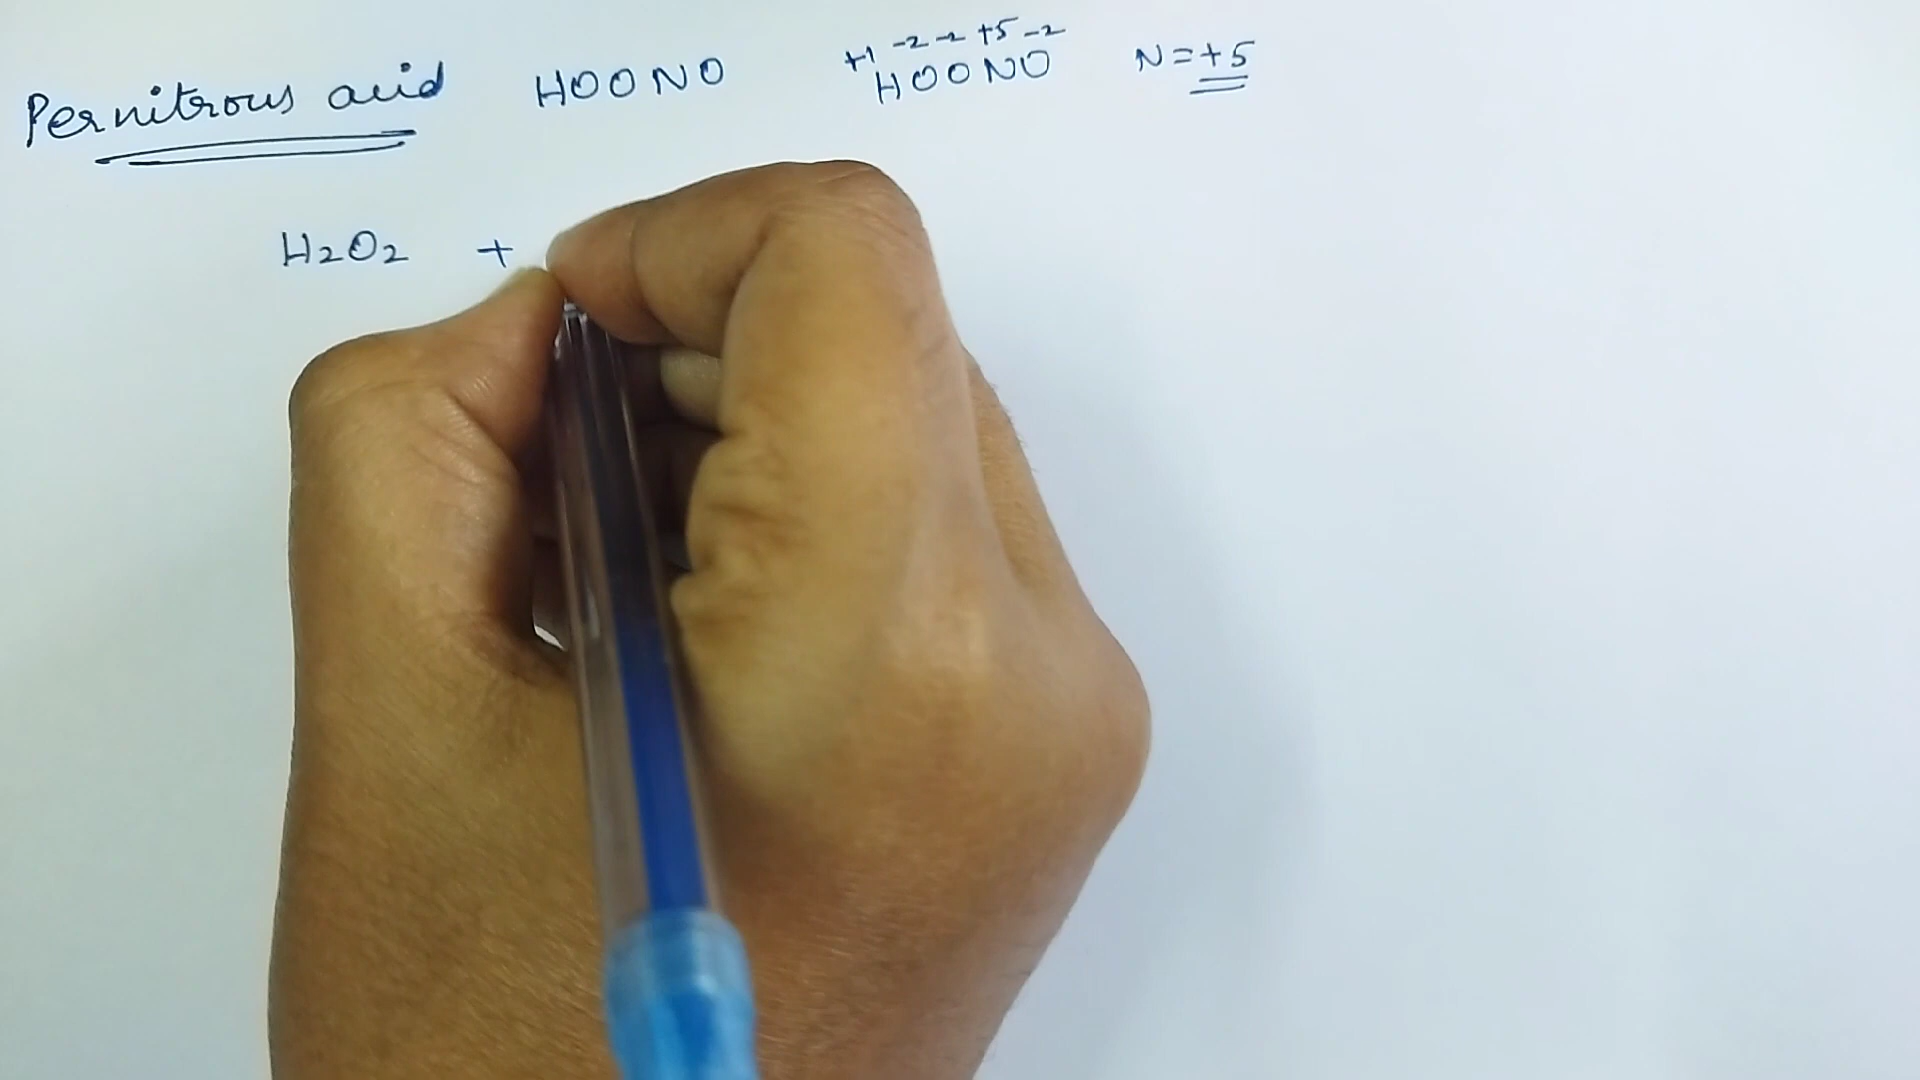 Pernitrous acid HOONO +1 -2 -2 +5 -2 HOONO N = +5
H2O2 +